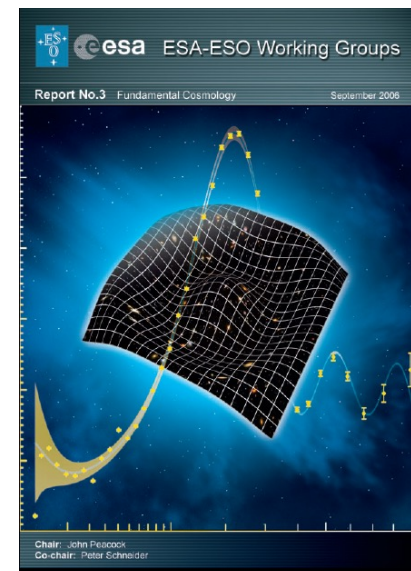 ES
O
esa ESA-ESO Working Groups
Report No.3 Fundamental Cosmology September 2006
Chair: John Peacock
Co-chair: Peter Schneider